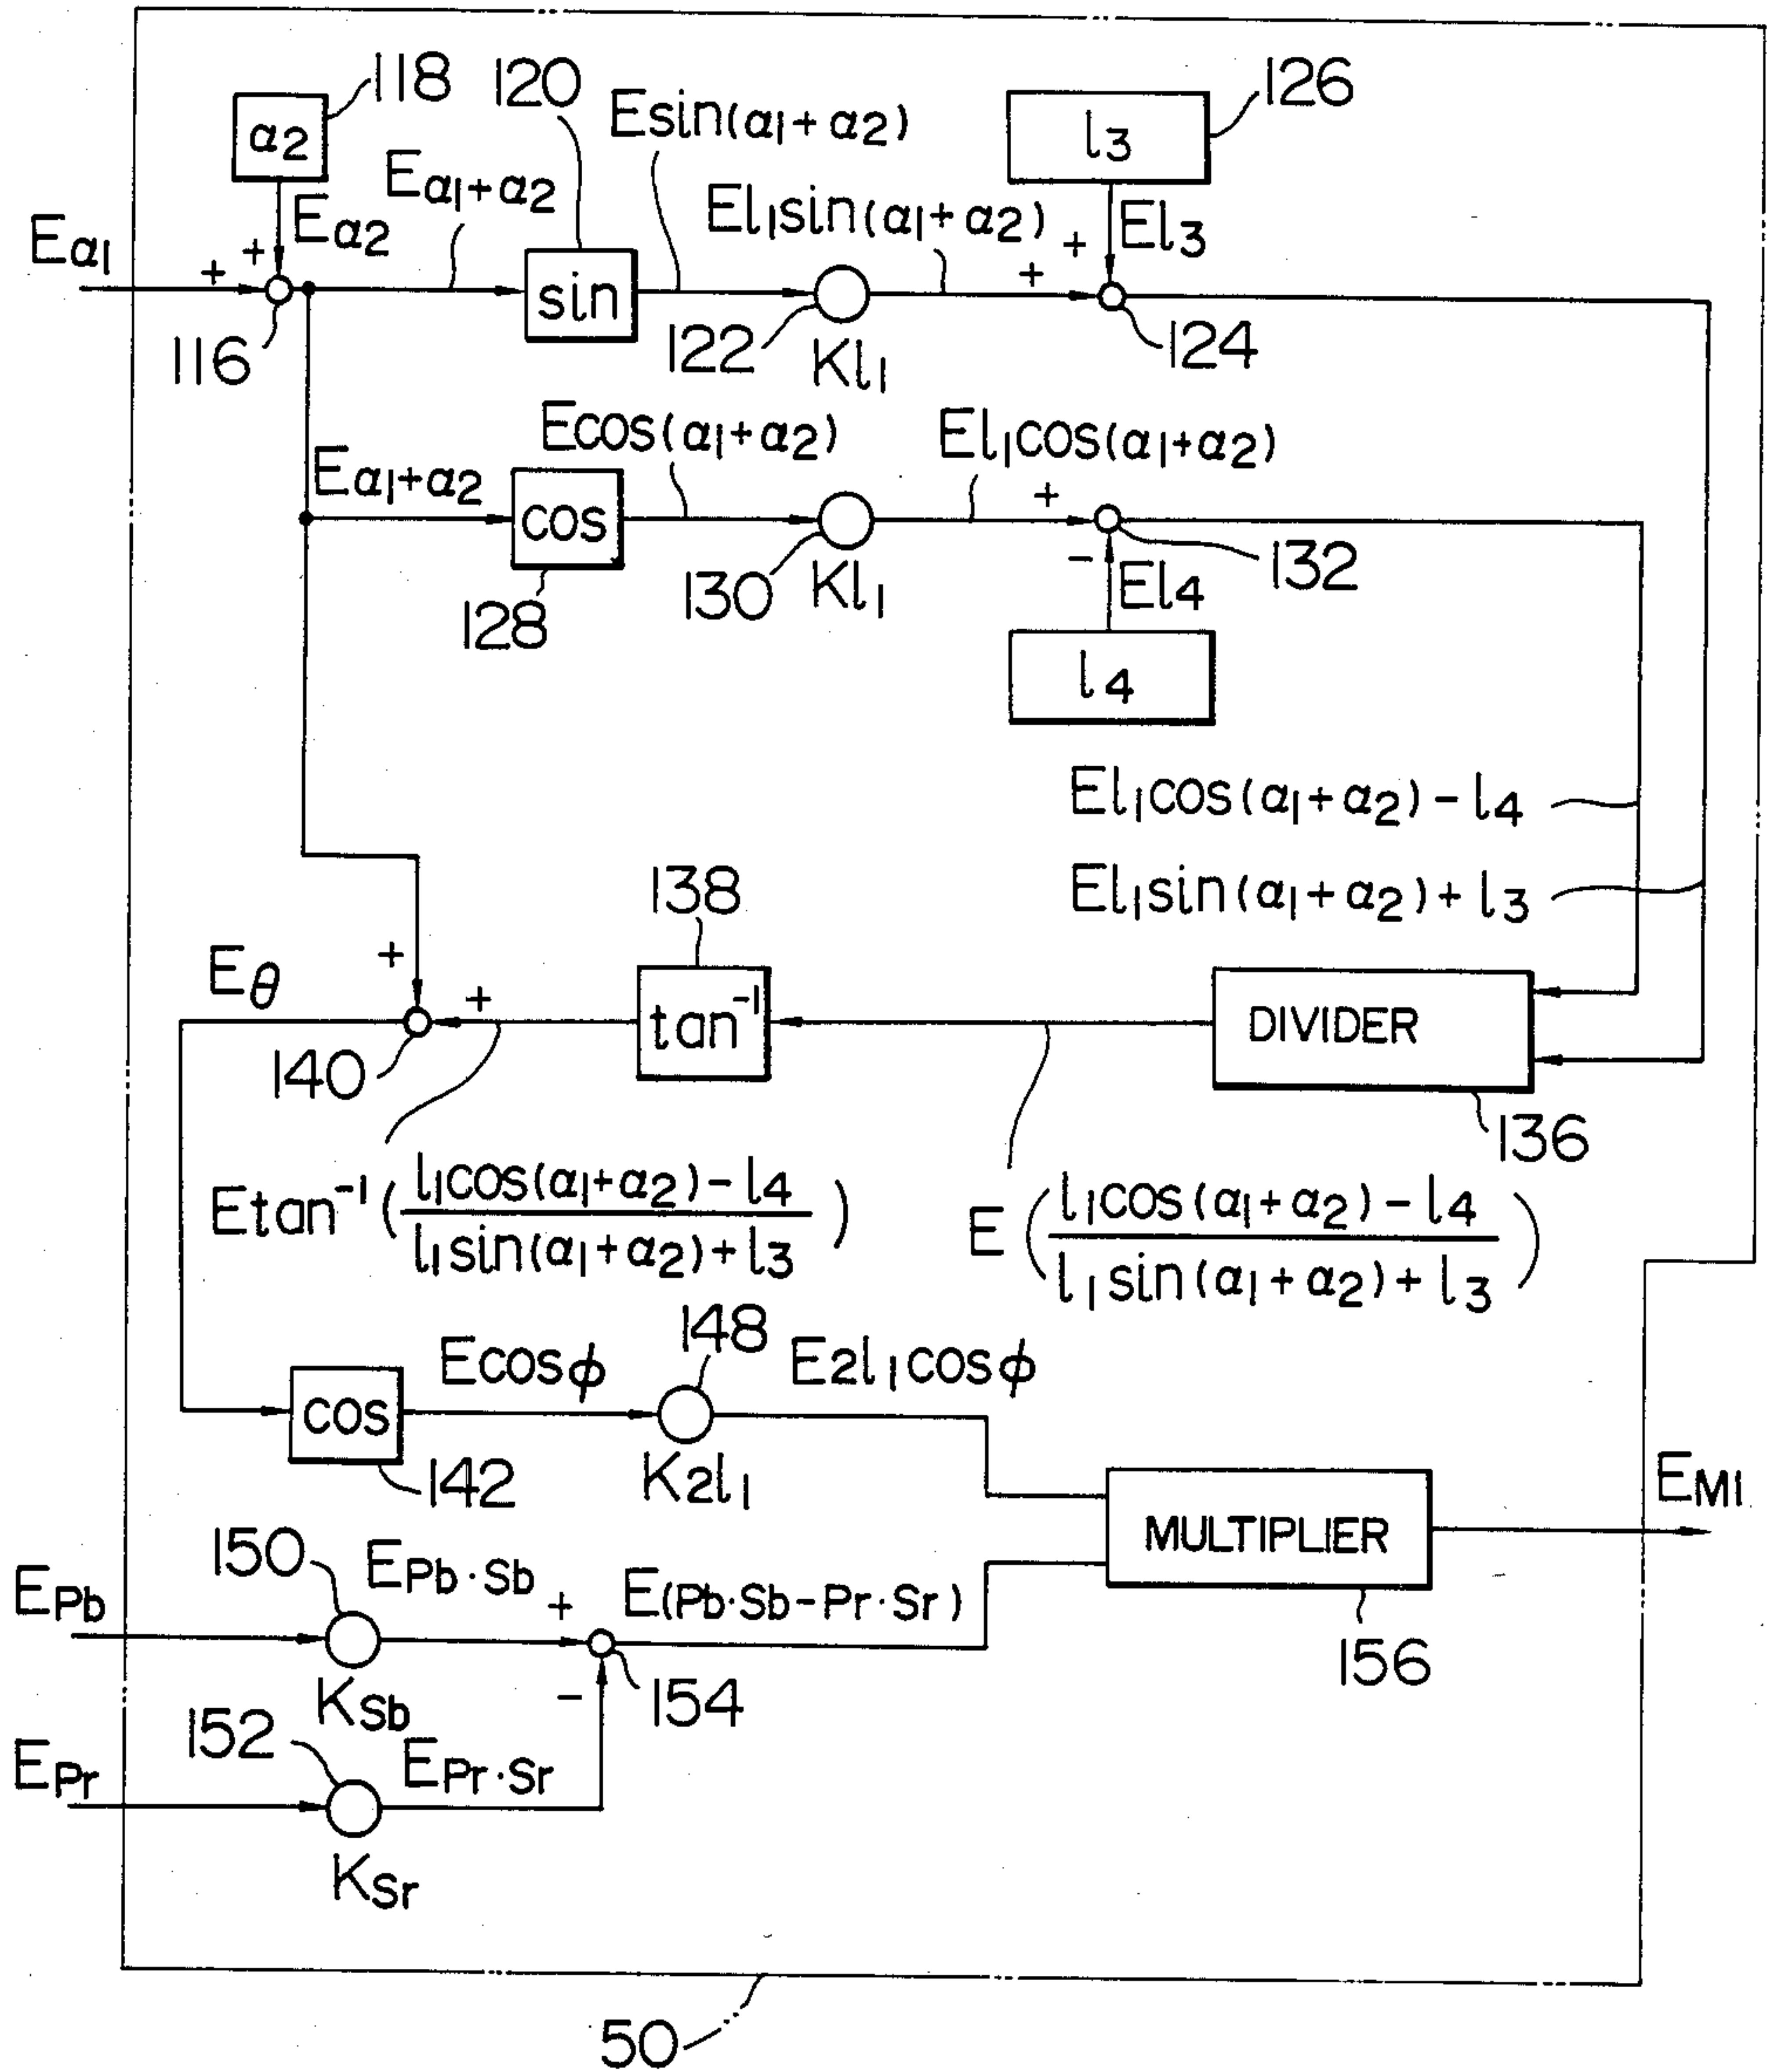 118
120
126
α2
Esin(α1+α2)
l3
Eα1+α2
El1sin(α1+α2)
Eα1
Eα2
El3
+
+
+
+
sin
116
122
Kl1
124
Ecos(α1+α2)
El1cos(α1+α2)
Eα1+α2
+
cos
132
-
128
130
Kl1
El4
l4
El1cos(α1+α2)-l4
El1sin(α1+α2)+l3
138
Eθ
+
+
tan-1
DIVIDER
140
136
Etan-1(l1cos(α1+α2)-l4/l1sin(α1+α2)+l3)
E(l1cos(α1+α2)-l4/l1sin(α1+α2)+l3)
148
Ecosϕ
E2l1cosϕ
cos
142
K2l1
EM1
MULTIPLIER
150
EPb·Sb
+
E(Pb·Sb-Pr·Sr)
EPb
156
KSb
-
154
152
EPr·Sr
EPr
KSr
50